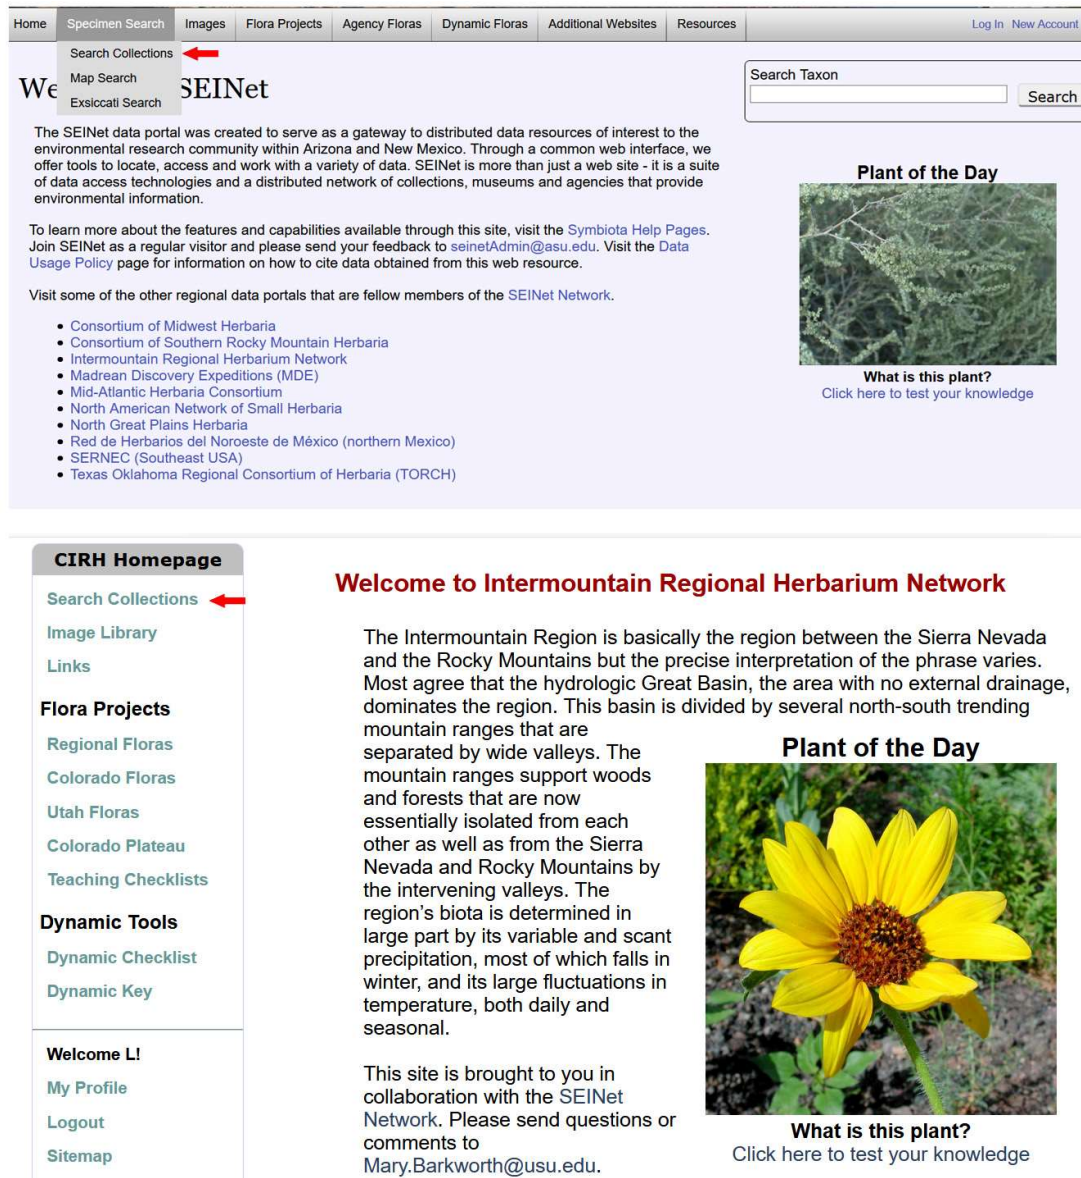 Home Specimen Search Images Flora Projects Agency Floras Dynamic Floras Additional Websites Resources Log In New Account
Search Collections
Map Search
Exsiccati Search
We SEINet
Search Taxon
Search
The SEINet data portal was created to serve as a gateway to distributed data resources of interest to the
environmental research community within Arizona and New Mexico. Through a common web interface, we
offer tools to locate, access and work with a variety of data. SEINet is more than just a web site - it is a suite
of data access technologies and a distributed network of collections, museums and agencies that provide
environmental information.
To learn more about the features and capabilities available through this site, visit the Symbiota Help Pages.
Join SEINet as a regular visitor and please send your feedback to seinetAdmin@asu.edu. Visit the Data
Usage Policy page for information on how to cite data obtained from this web resource.
Visit some of the other regional data portals that are fellow members of the SEINet Network.
• Consortium of Midwest Herbaria
• Consortium of Southern Rocky Mountain Herbaria
• Intermountain Regional Herbarium Network
• Madrean Discovery Expeditions (MDE)
• Mid-Atlantic Herbaria Consortium
• North American Network of Small Herbaria
• North Great Plains Herbaria
• Red de Herbarios del Noroeste de México (northern Mexico)
• SERNEC (Southeast USA)
• Texas Oklahoma Regional Consortium of Herbaria (TORCH)
Plant of the Day
What is this plant?
Click here to test your knowledge
CIRH Homepage
Search Collections
Image Library
Links
Flora Projects
Regional Floras
Colorado Floras
Utah Floras
Colorado Plateau
Teaching Checklists
Dynamic Tools
Dynamic Checklist
Dynamic Key
Welcome L!
My Profile
Logout
Sitemap
Welcome to Intermountain Regional Herbarium Network
The Intermountain Region is basically the region between the Sierra Nevada
and the Rocky Mountains but the precise interpretation of the phrase varies.
Most agree that the hydrologic Great Basin, the area with no external drainage,
dominates the region. This basin is divided by several north-south trending
mountain ranges that are
separated by wide valleys. The
mountain ranges support woods
and forests that are now
essentially isolated from each
other as well as from the Sierra
Nevada and Rocky Mountains by
the intervening valleys. The
region's biota is determined in
large part by its variable and scant
precipitation, most of which falls in
winter, and its large fluctuations in
temperature, both daily and
seasonal.
This site is brought to you in
collaboration with the SEINet
Network. Please send questions or
comments to
Mary.Barkworth@usu.edu.
Plant of the Day
What is this plant?
Click here to test your knowledge